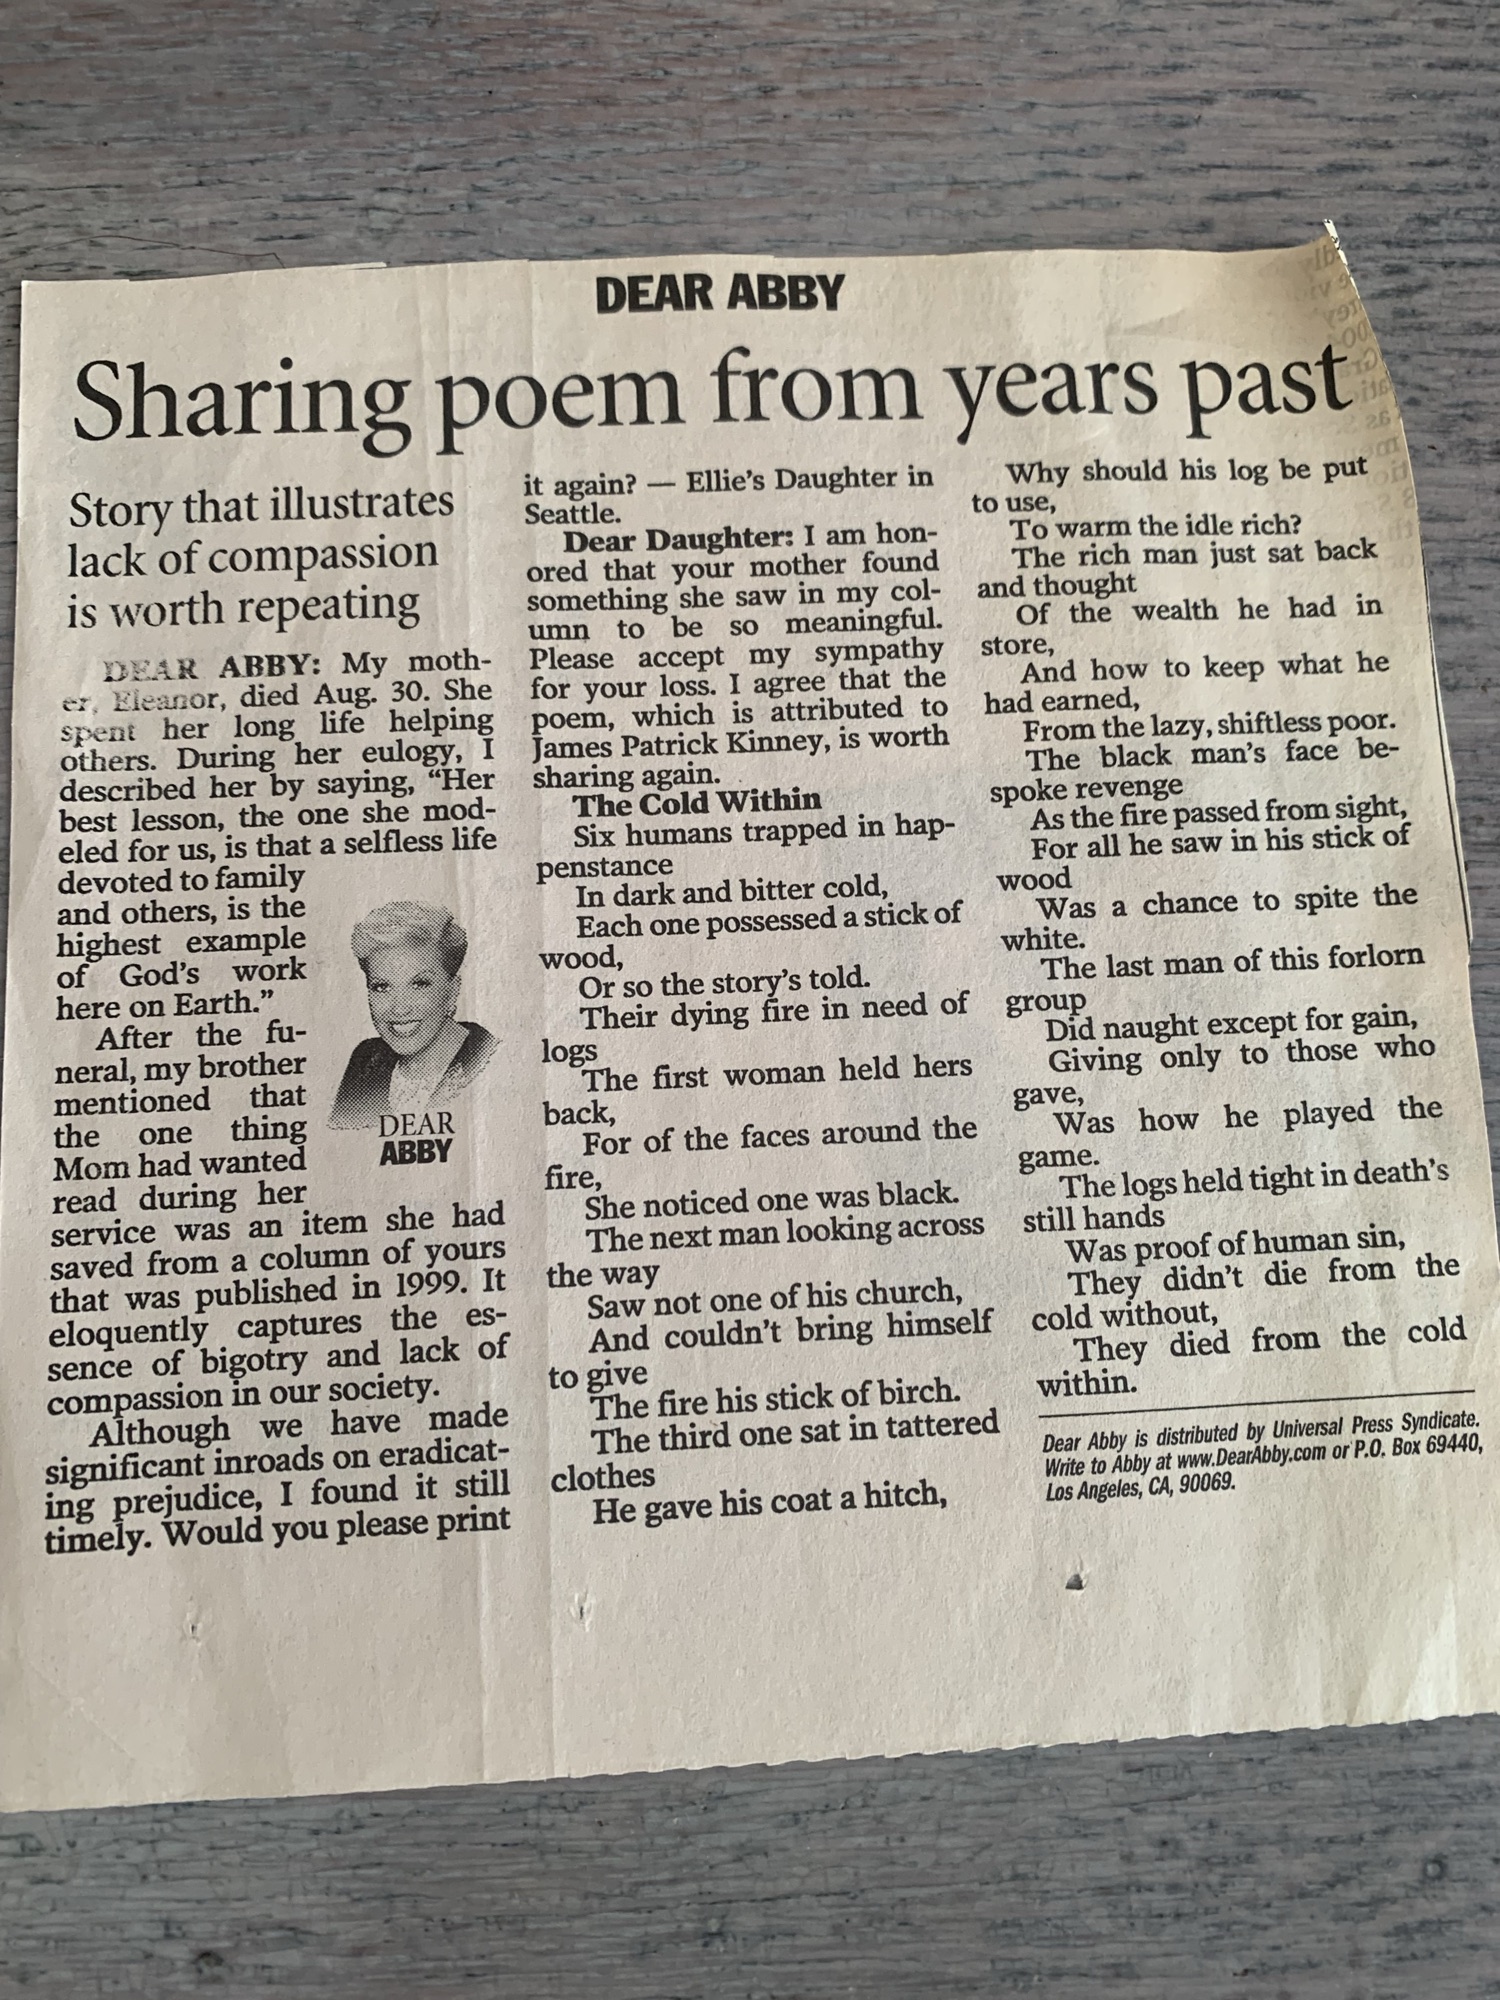 DEAR ABBY
Sharing poem from years past
Story that illustrates
lack of compassion
is worth repeating
DEAR ABBY: My moth-
er, Eleanor, died Aug. 30. She
spent her long life helping
others. During her eulogy, I
described her by saying, “Her
best lesson, the one she mod-
eled for us, is that a selfless life
devoted to family
and others, is the
highest example
of God's work
here on Earth.”
After the fu-
neral, my brother
mentioned that
the one thing
Mom had wanted
read during her
service was an item she had
saved from a column of yours
that was published in 1999. It
eloquently captures the es-
sence of bigotry and lack of
compassion in our society.
Although we have made
significant inroads on eradicat-
ing prejudice, I found it still
timely. Would you please print
DEAR
ABBY
it again? — Ellie's Daughter in
Seattle.
Dear Daughter: I am hon-
ored that your mother found
something she saw in my col-
umn to be so meaningful.
Please accept my sympathy
for your loss. I agree that the
poem, which is attributed to
James Patrick Kinney, is worth
sharing again.
The Cold Within
Six humans trapped in hap-
penstance
In dark and bitter cold,
Each one possessed a stick of
wood,
Or so the story's told.
Their dying fire in need of
logs
The first woman held hers
back,
For of the faces around the
fire,
She noticed one was black.
The next man looking across
the way
Saw not one of his church,
And couldn't bring himself
to give
The fire his stick of birch.
The third one sat in tattered
clothes
He gave his coat a hitch,
Why should his log be put
to use,
To warm the idle rich?
The rich man just sat back
and thought
Of the wealth he had in
store,
And how to keep what he
had earned,
From the lazy, shiftless poor.
The black man's face be-
spoke revenge
As the fire passed from sight,
For all he saw in his stick of
wood
Was a chance to spite the
white.
The last man of this forlorn
group
Did naught except for gain,
Giving only to those who
gave,
Was how he played the
game.
The logs held tight in death's
still hands
Was proof of human sin,
They didn't die from the
cold without,
They died from the cold
within.
Dear Abby is distributed by Universal Press Syndicate.
Write to Abby at www.DearAbby.com or P.O. Box 69440,
Los Angeles, CA, 90069.